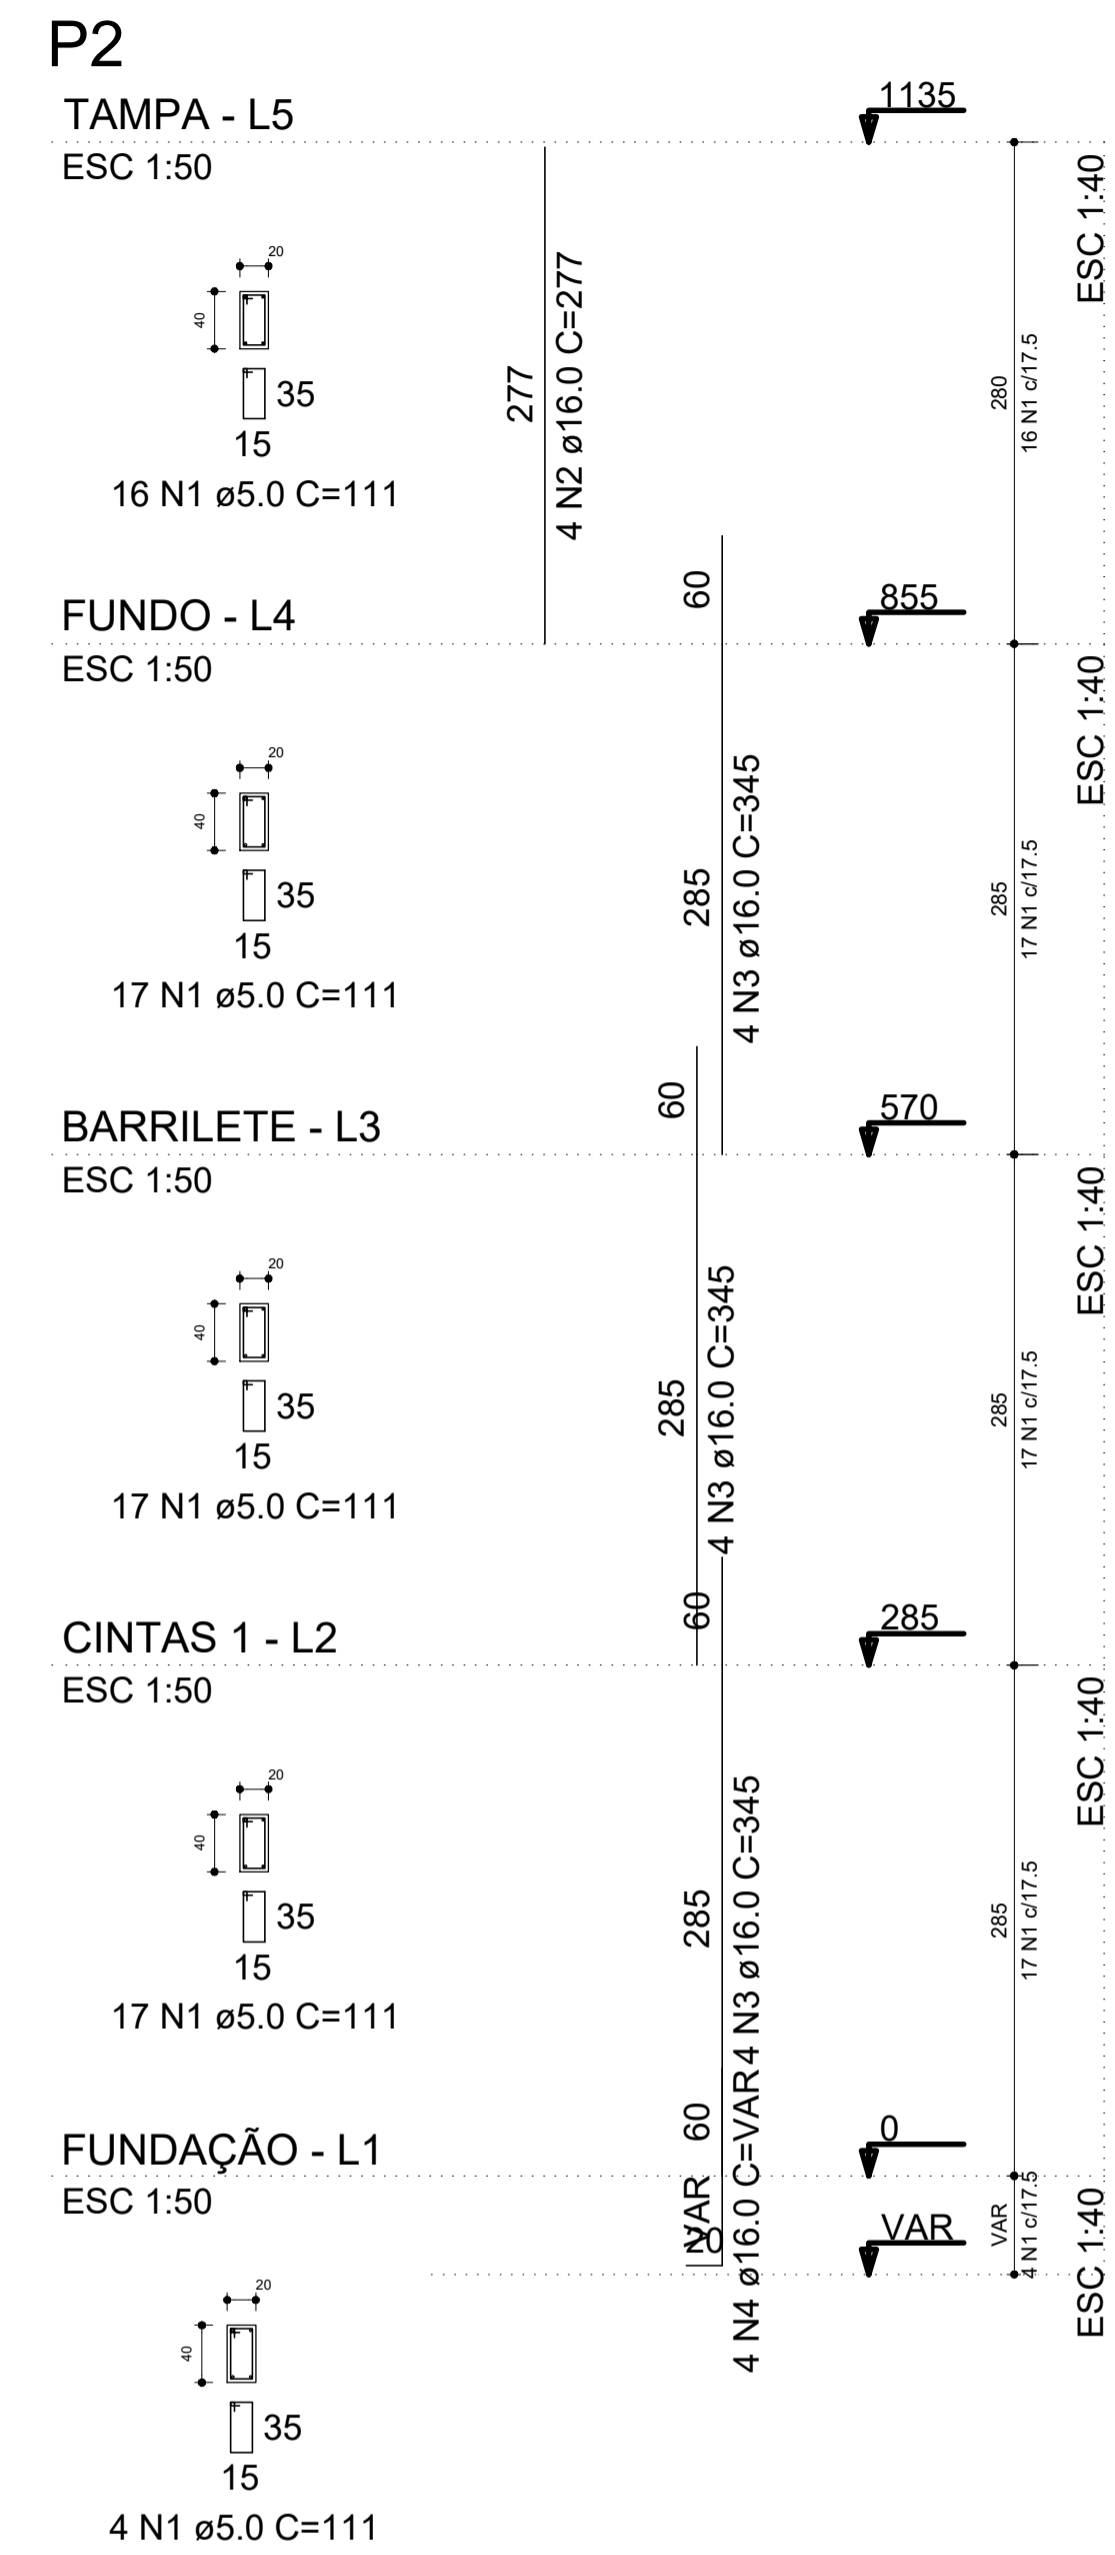 P2
TAMPA - L5
1135
ESC 1:50
ESC 1:40
20
40
35
15
16 N1 ø5.0 C=111
277
4 N2 ø16.0 C=277
280
16 N1 c/17.5
60
FUNDO - L4
855
ESC 1:50
ESC 1:40
20
40
35
15
17 N1 ø5.0 C=111
285
4 N3 ø16.0 C=345
285
17 N1 c/17.5
60
BARRILETE - L3
570
ESC 1:50
ESC 1:40
20
40
35
15
17 N1 ø5.0 C=111
285
4 N3 ø16.0 C=345
285
17 N1 c/17.5
60
CINTAS 1 - L2
285
ESC 1:50
ESC 1:40
20
40
35
15
17 N1 ø5.0 C=111
285
4 N3 ø16.0 C=345
285
17 N1 c/17.5
60
FUNDAÇÃO - L1
0
ESC 1:50
ESC 1:40
VAR
20
4 N4 ø16.0 C=VAR
VAR
VAR
4 N1 c/17.5
20
40
35
15
4 N1 ø5.0 C=111